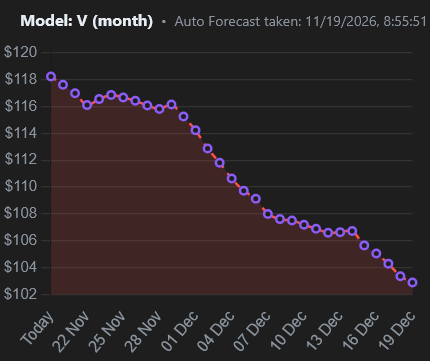 Model: V (month) • Auto Forecast taken: 11/19/2026, 8:55:51
$120
$118
$116
$114
$112
$110
$108
$106
$104
$102
Today
22 Nov
25 Nov
28 Nov
01 Dec
04 Dec
07 Dec
10 Dec
13 Dec
16 Dec
19 Dec